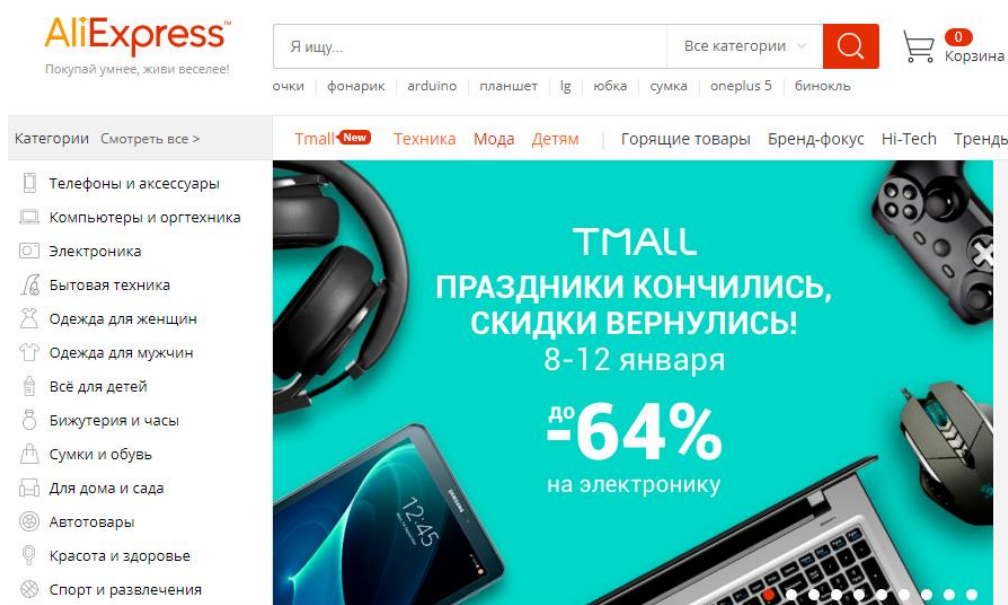 AliExpress™
Покупай умнее, живи веселее!
Я ищу...
Все категории
0
Корзина
очки фонарик arduino планшет lg юбка сумка oneplus 5 бинокль
Категории Смотреть все >
Tmall New Техника Мода Детям Горящие товары Бренд-фокус Hi-Tech Тренды
Телефоны и аксессуары
Компьютеры и оргтехника
Электроника
Бытовая техника
Одежда для женщин
Одежда для мужчин
Всё для детей
Бижутерия и часы
Сумки и обувь
Для дома и сада
Автотовары
Красота и здоровье
Спорт и развлечения
TMALL
ПРАЗДНИКИ КОНЧИЛИСЬ,
СКИДКИ ВЕРНУЛИСЬ!
8-12 января
до
-64%
на электронику
12:45
SAMSUNG